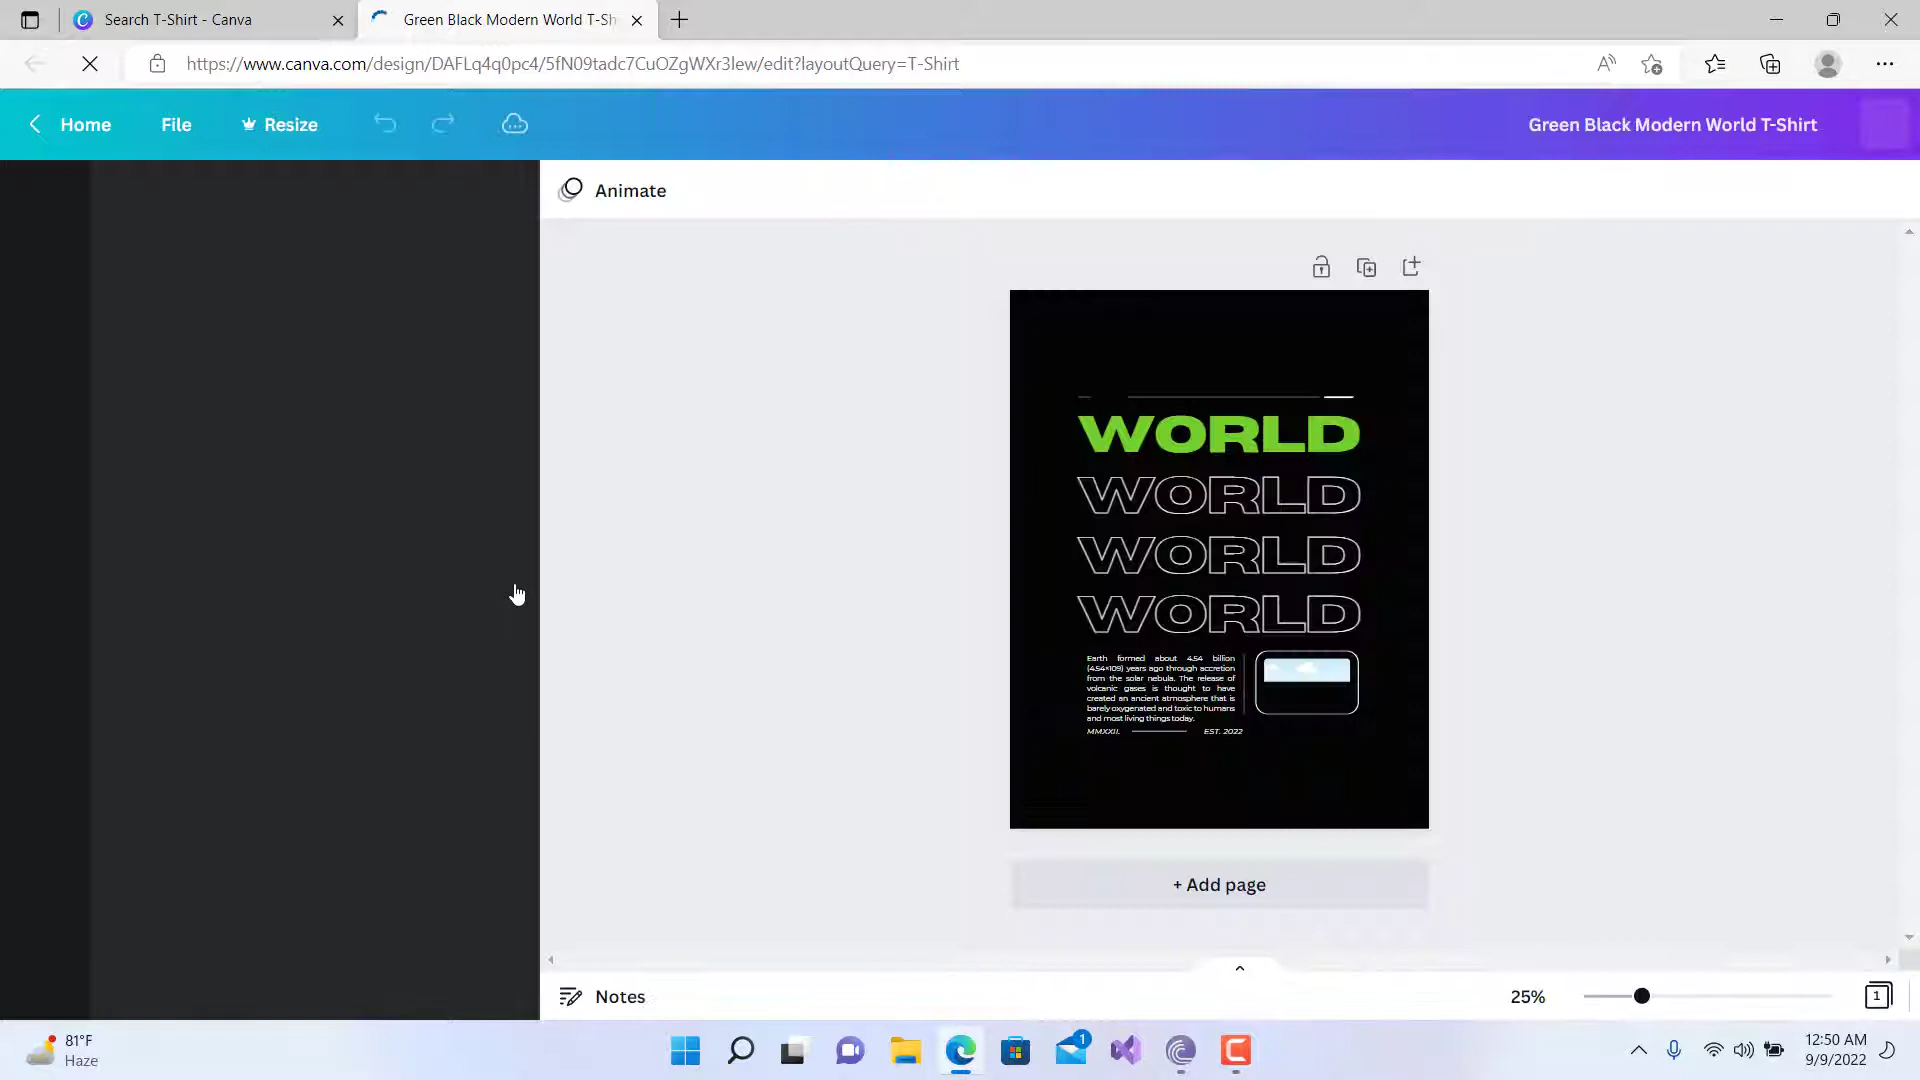 Search T-Shirt - Canva
Green Black Modern World T-Sh
https://www.canva.com/design/DAFLq4q0pc4/5fN09tadc7CuOZgWXr3lew/edit?layoutQuery=T-Shirt
Home
File
Resize
Green Black Modern World T-Shirt
Animate
WORLD
WORLD
WORLD
WORLD
Earth formed about 4.54 billion
(4.54×109) years ago through accretion
from the solar nebula. The release of
volcanic gases is thought to have
created an ancient atmosphere that is
barely oxygenated and toxic to humans
and most living things today.
MMXXII.
EST. 2022
+ Add page
Notes
25%
1
81°F
Haze
1
12:50 AM
9/9/2022